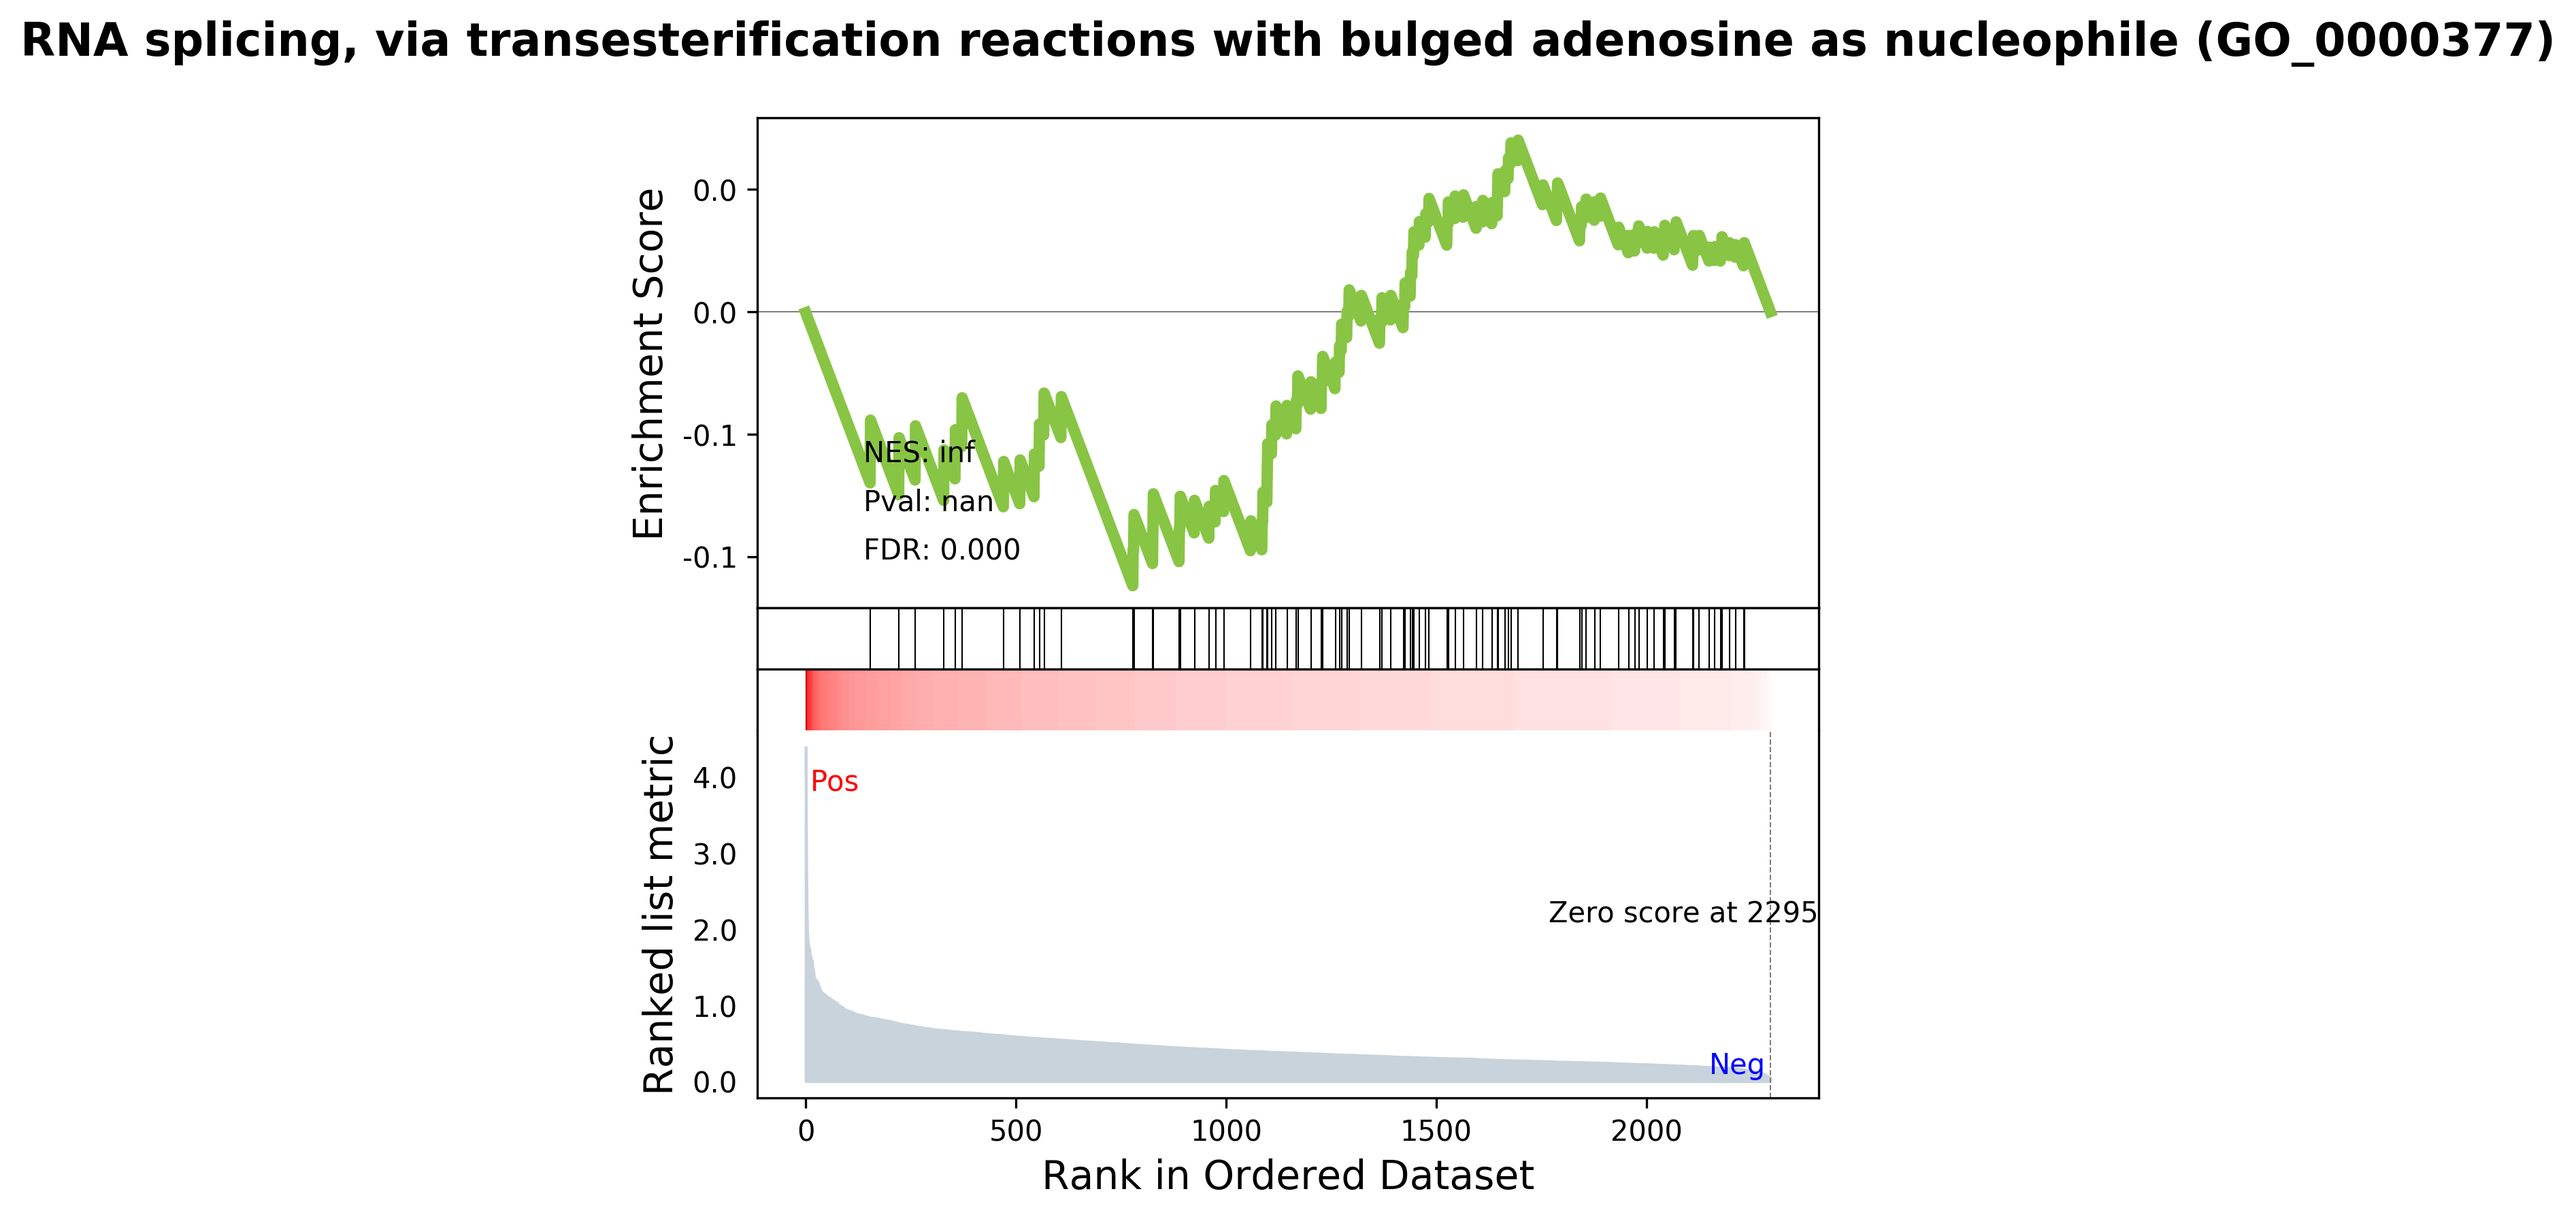 RNA splicing, via transesterification reactions with bulged adenosine as nucleophile (GO_0000377)
Enrichment Score
0.0
0.0
-0.1
-0.1
NES: inf
Pval: nan
FDR: 0.000
Ranked list metric
4.0
3.0
2.0
1.0
0.0
Pos
Zero score at 2295
Neg
0 500 1000 1500 2000
Rank in Ordered Dataset